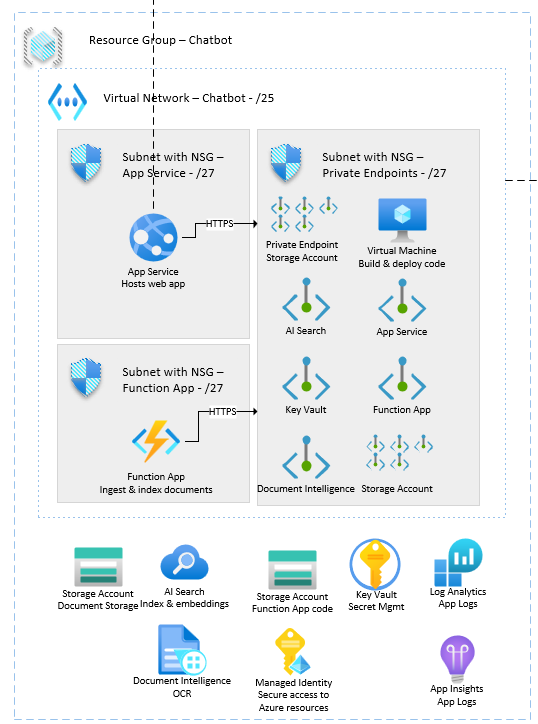 Resource Group – Chatbot
Virtual Network – Chatbot - /25
Subnet with NSG –
App Service - /27
Subnet with NSG –
Private Endpoints - /27
HTTPS
App Service
Hosts web app
Private Endpoint
Storage Account
Virtual Machine
Build & deploy code
AI Search
App Service
Subnet with NSG –
Function App - /27
HTTPS
Function App
Ingest & index documents
Key Vault
Function App
Document Intelligence
Storage Account
Storage Account
Document Storage
AI Search
Index & embeddings
Storage Account
Function App code
Key Vault
Secret Mgmt
Log Analytics
App Logs
Document Intelligence
OCR
Managed Identity
Secure access to
Azure resources
App Insights
App Logs